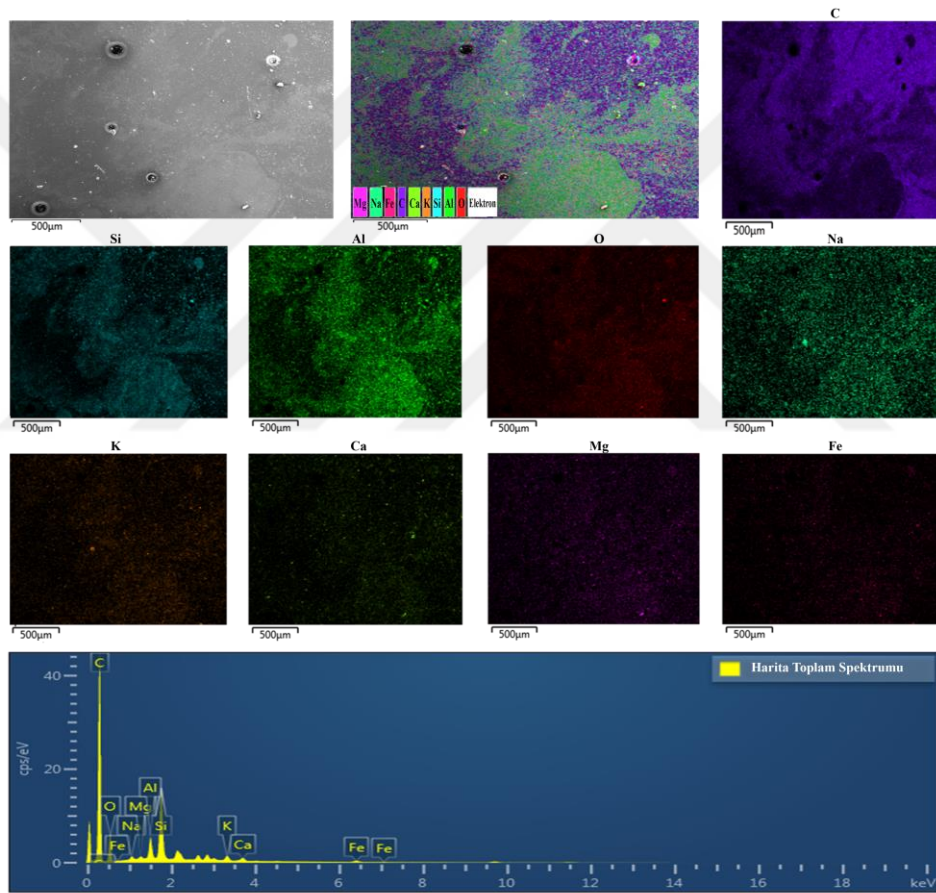 C
Mg Na Fe C Ca K Si Al O Elektron
500µm
500µm
500µm
Si
Al
O
Na
500µm
500µm
500µm
500µm
K
Ca
Mg
Fe
500µm
500µm
500µm
500µm
C
Harita Toplam Spektrumu
40
cps/eV
Al
O
Mg
20
Na
Si
K
Fe
Ca
Fe
Fe
0
0
2
4
6
8
10
12
14
16
18
keV